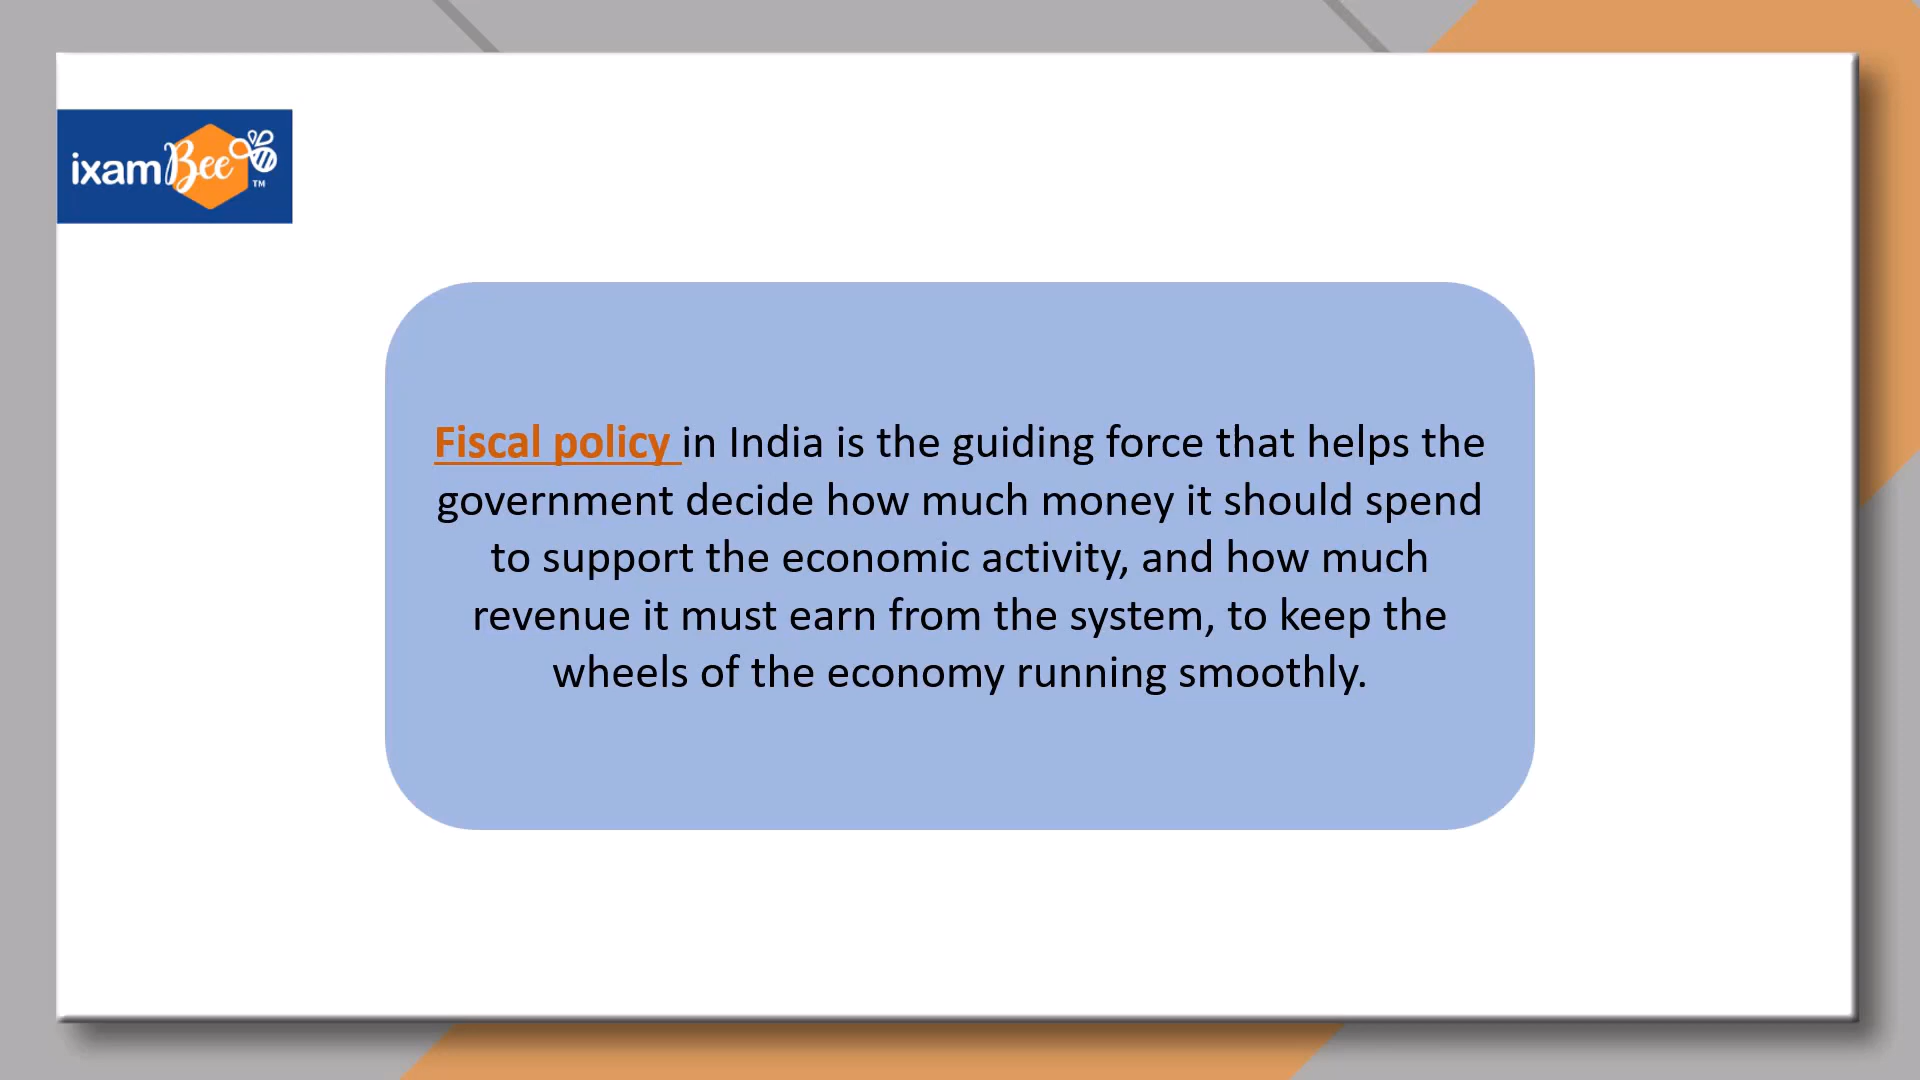 ixamBee™
Fiscal policy in India is the guiding force that helps the
government decide how much money it should spend
to support the economic activity, and how much
revenue it must earn from the system, to keep the
wheels of the economy running smoothly.